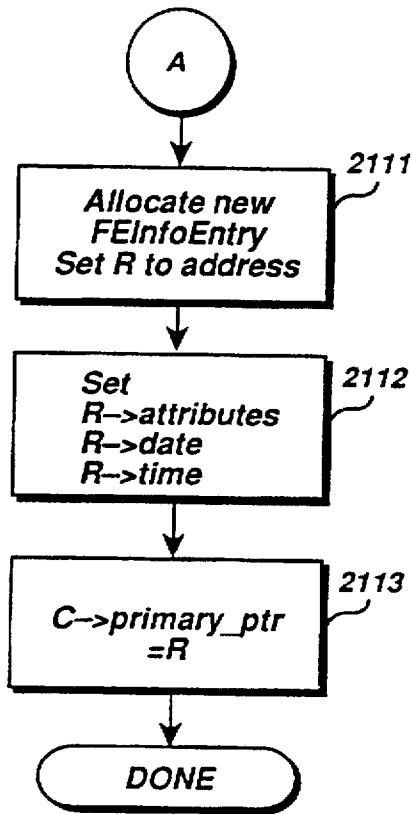 A
2111
Allocate new
FEInfoEntry
Set R to address
2112
Set
R–>attributes
R–>date
R–>time
2113
C–>primary_ptr
=R
DONE